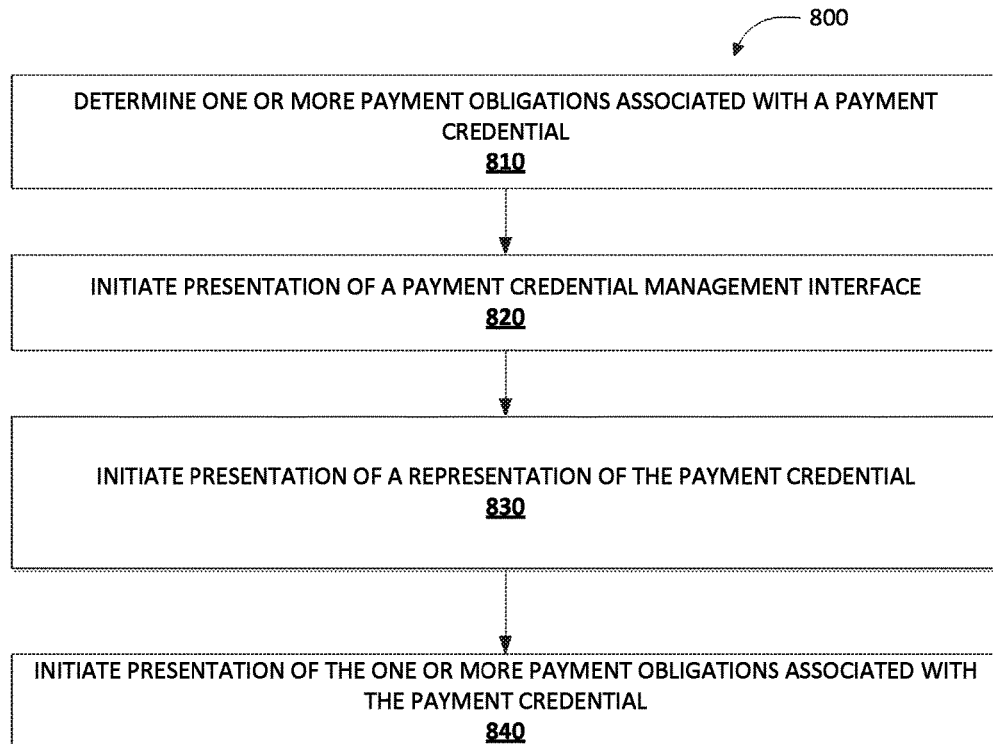 800
DETERMINE ONE OR MORE PAYMENT OBLIGATIONS ASSOCIATED WITH A PAYMENT
CREDENTIAL
810
INITIATE PRESENTATION OF A PAYMENT CREDENTIAL MANAGEMENT INTERFACE
820
INITIATE PRESENTATION OF A REPRESENTATION OF THE PAYMENT CREDENTIAL
830
INITIATE PRESENTATION OF THE ONE OR MORE PAYMENT OBLIGATIONS ASSOCIATED WITH
THE PAYMENT CREDENTIAL
840